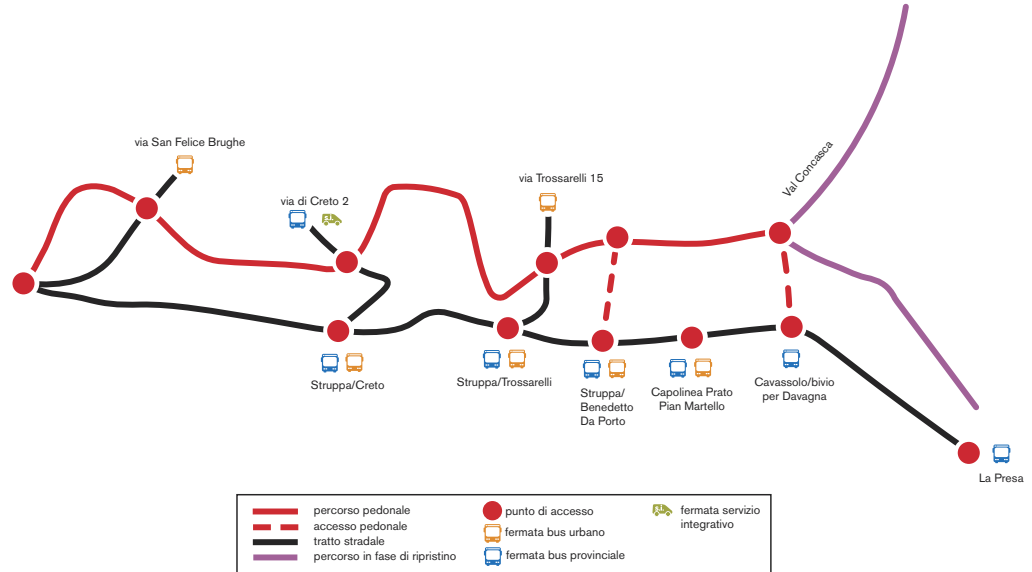 via San Felice Brughe
via di Creto 2
S.I.
via Trossarelli 15
Val Concasca
Struppa/Creto
Struppa/Trossarelli
Struppa/
Benedetto
Da Porto
Capolinea Prato
Pian Martello
Cavassolo/bivio
per Davagna
La Presa
percorso pedonale
accesso pedonale
tratto stradale
percorso in fase di ripristino
punto di accesso
fermata bus urbano
fermata bus provinciale
S.I.
fermata servizio
integrativo